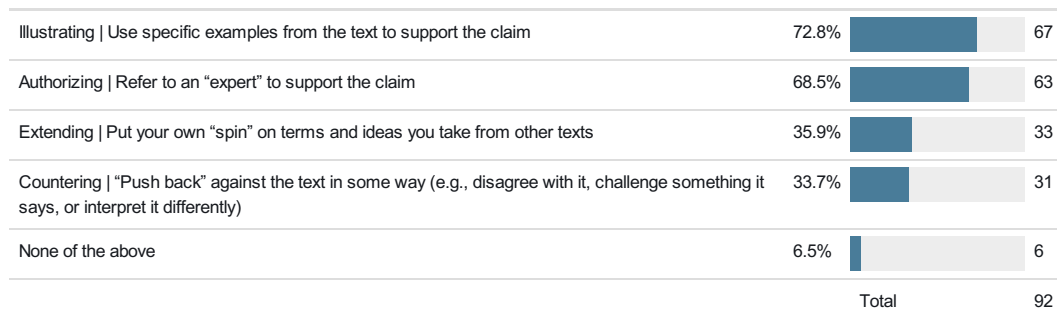 Illustrating | Use specific examples from the text to support the claim 72.8% 67
Authorizing | Refer to an “expert” to support the claim 68.5% 63
Extending | Put your own “spin” on terms and ideas you take from other texts 35.9% 33
Countering | “Push back” against the text in some way (e.g., disagree with it, challenge something it 33.7% 31
says, or interpret it differently)
None of the above 6.5% 6
Total 92